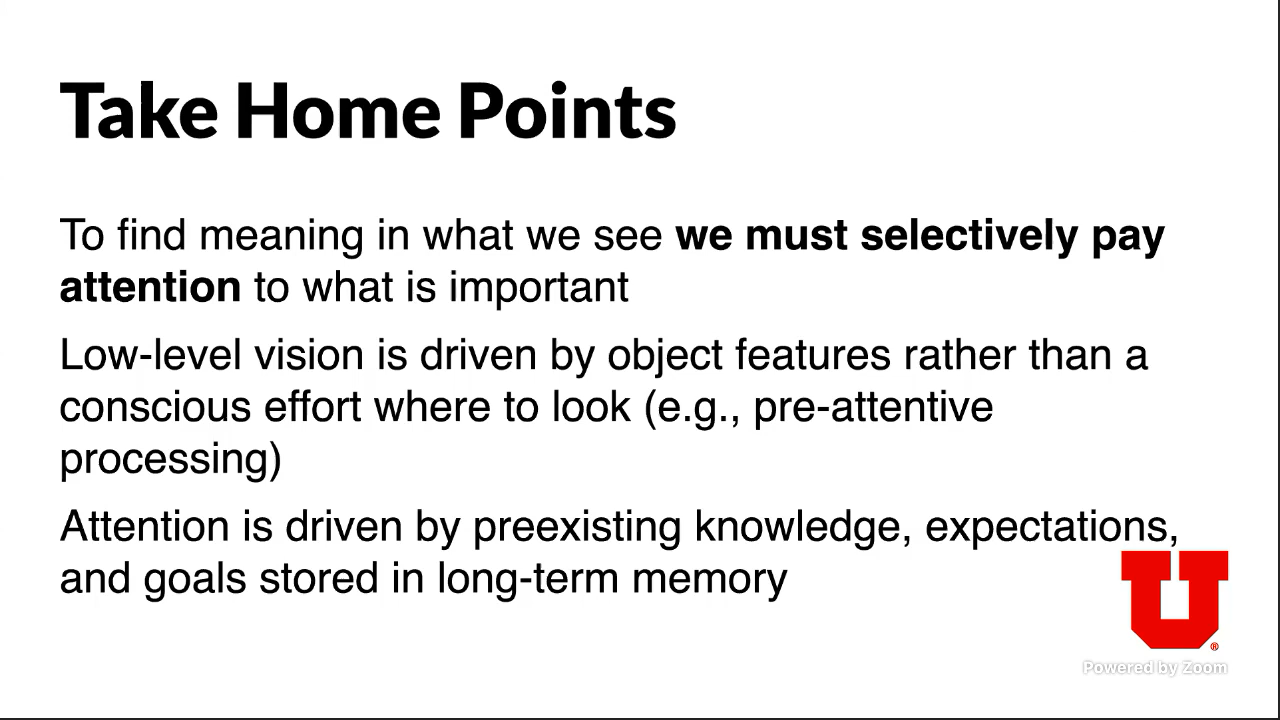 Take Home Points
To find meaning in what we see we must selectively pay
attention to what is important
Low-level vision is driven by object features rather than a
conscious effort where to look (e.g., pre-attentive
processing)
Attention is driven by preexisting knowledge, expectations,
and goals stored in long-term memory
U
®
Powered by Zoom